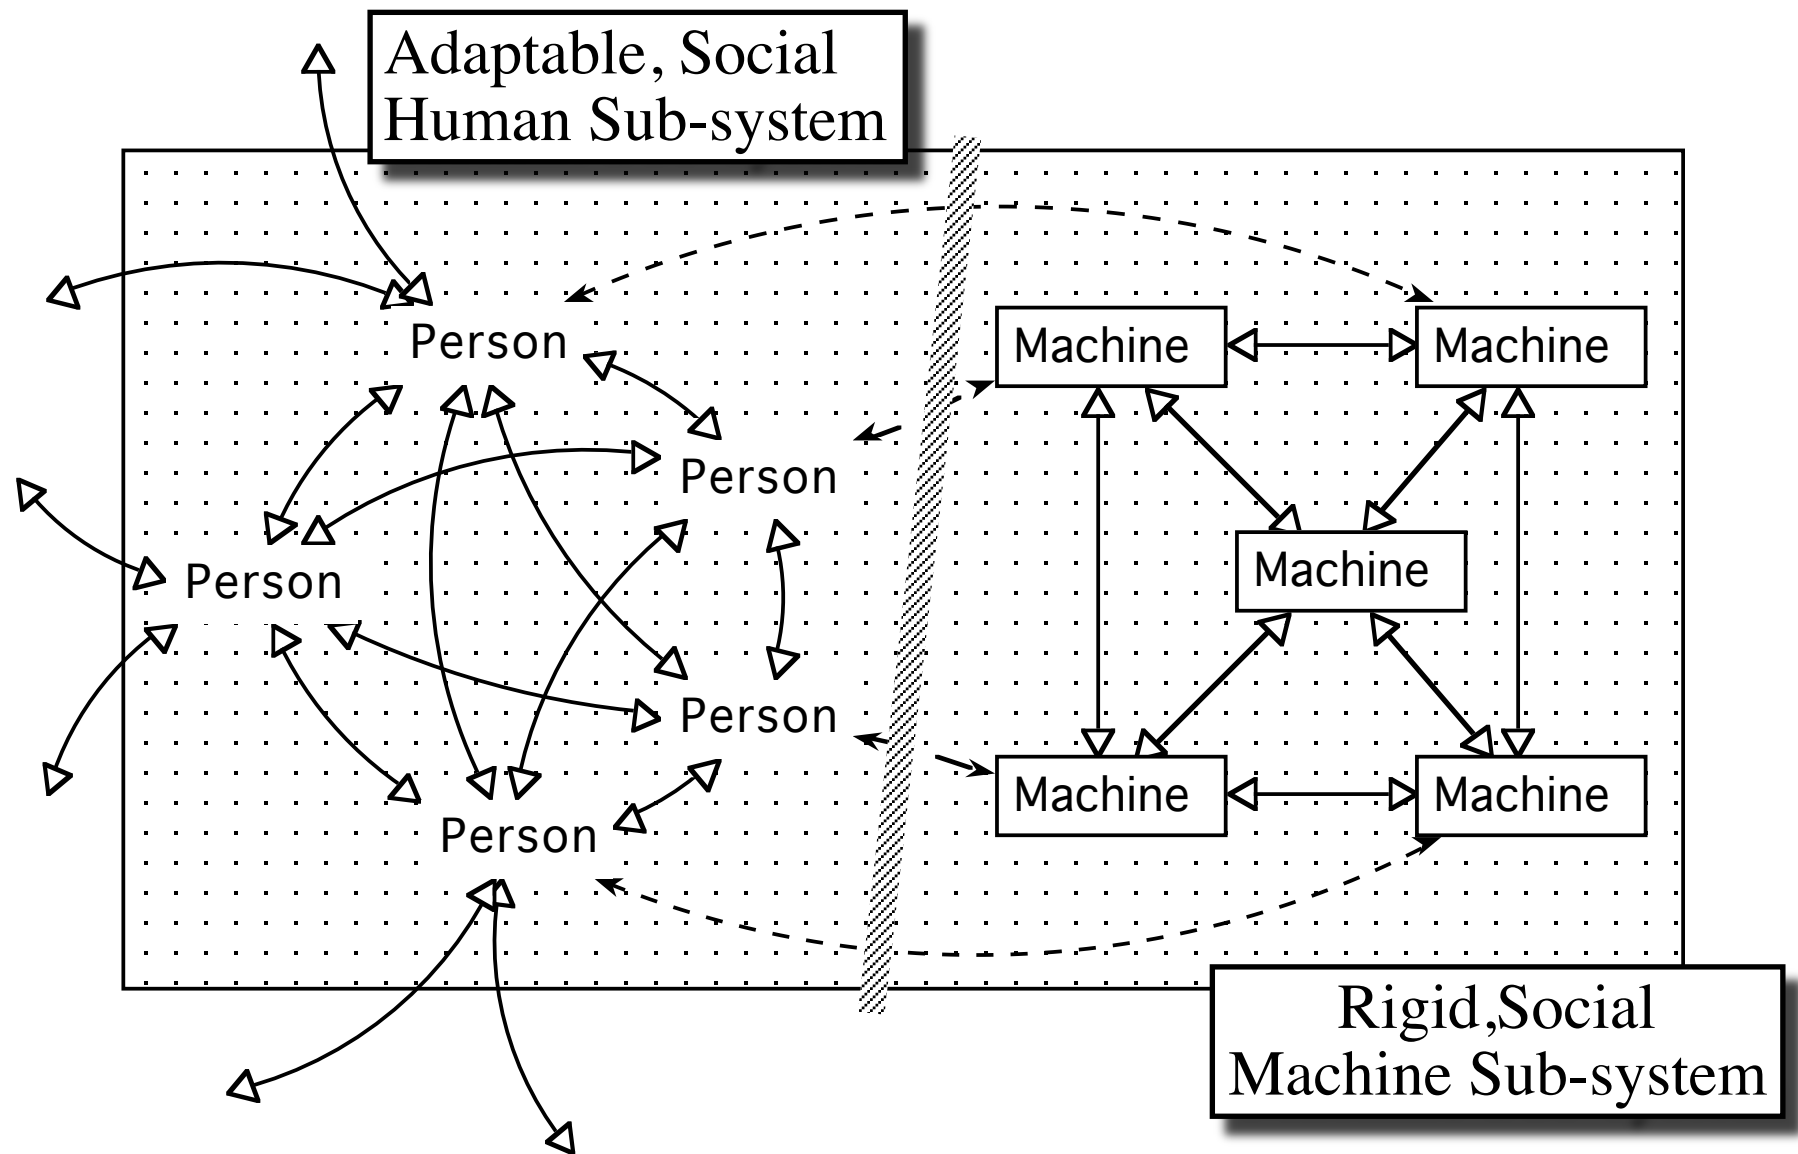 Adaptable, Social
Human Sub-system
Person
Machine
Machine
Person
Machine
Person
Person
Machine
Machine
Person
Rigid,Social
Machine Sub-system